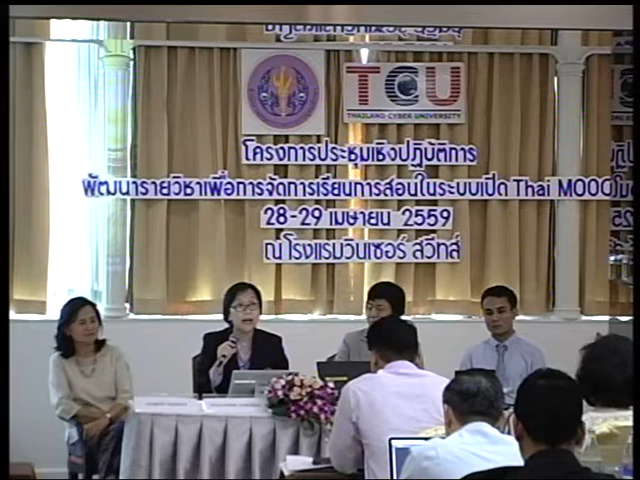 TCU
THAILAND CYBER UNIVERSITY
โครงการประชุมเชิงปฏิบัติการ
พัฒนารายวิชาเพื่อการจัดการเรียนการสอนในระบบเปิด Thai MOOC
28-29 เมษายน 2559
ณ โรงแรมวินเซอร์ สวีทส์